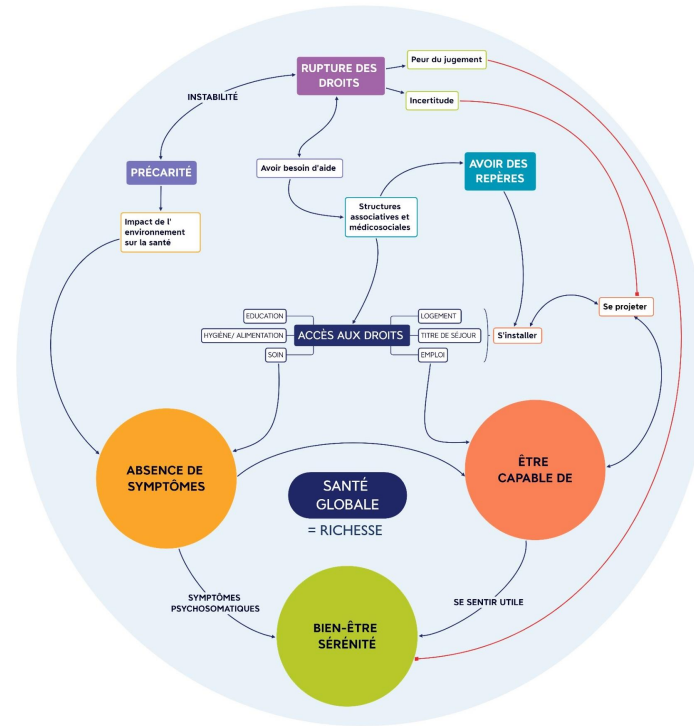 Peur du jugement
RUPTURE DES
DROITS
INSTABILITÉ
Incertitude
PRÉCARITÉ
Avoir besoin d'aide
AVOIR DES
REPÈRES
Impact de l'
environnement
sur la santé
Structures
associatives et
médicosociales
Se projeter
EDUCATION
LOGEMENT
HYGIÈNE/ ALIMENTATION
ACCÈS AUX DROITS
TITRE DE SÉJOUR
S'installer
SOIN
EMPLOI
ABSENCE DE
SYMPTÔMES
ÊTRE
CAPABLE DE
SANTÉ
GLOBALE
= RICHESSE
SYMPTÔMES
PSYCHOSOMATIQUES
SE SENTIR UTILE
BIEN-ÊTRE
SÉRÉNITÉ